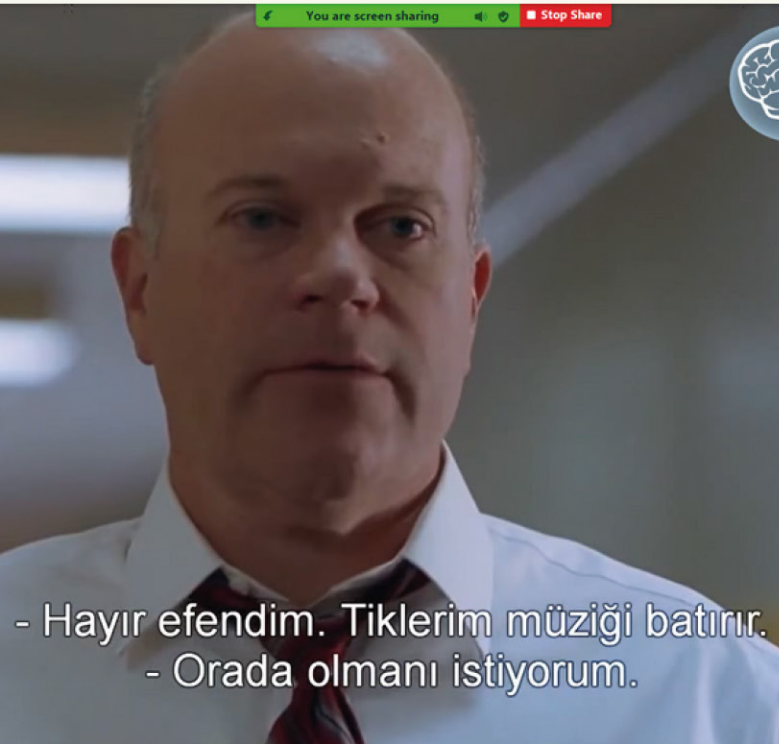 You are screen sharing
Stop Share
- Hayır efendim. Tiklerim müziği batırır.
- Orada olmanı istiyorum.